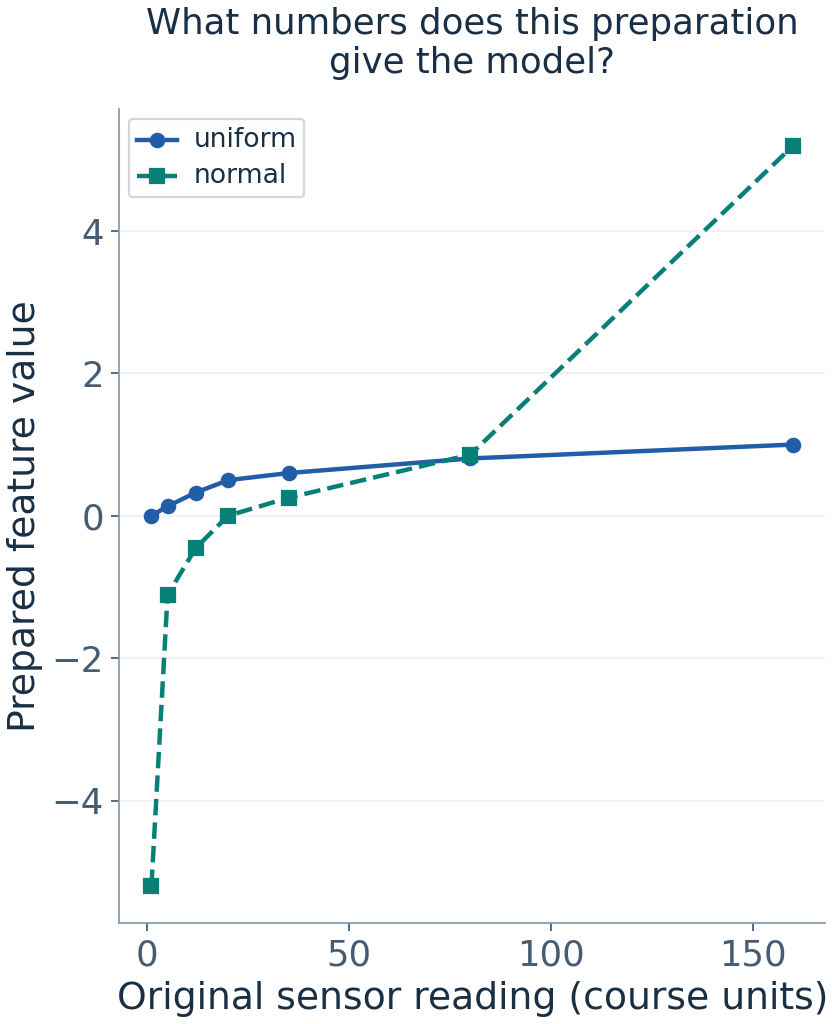 What numbers does this preparation
give the model?
uniform
normal
4
2
0
−2
−4
Prepared feature value
0
50
100
150
Original sensor reading (course units)